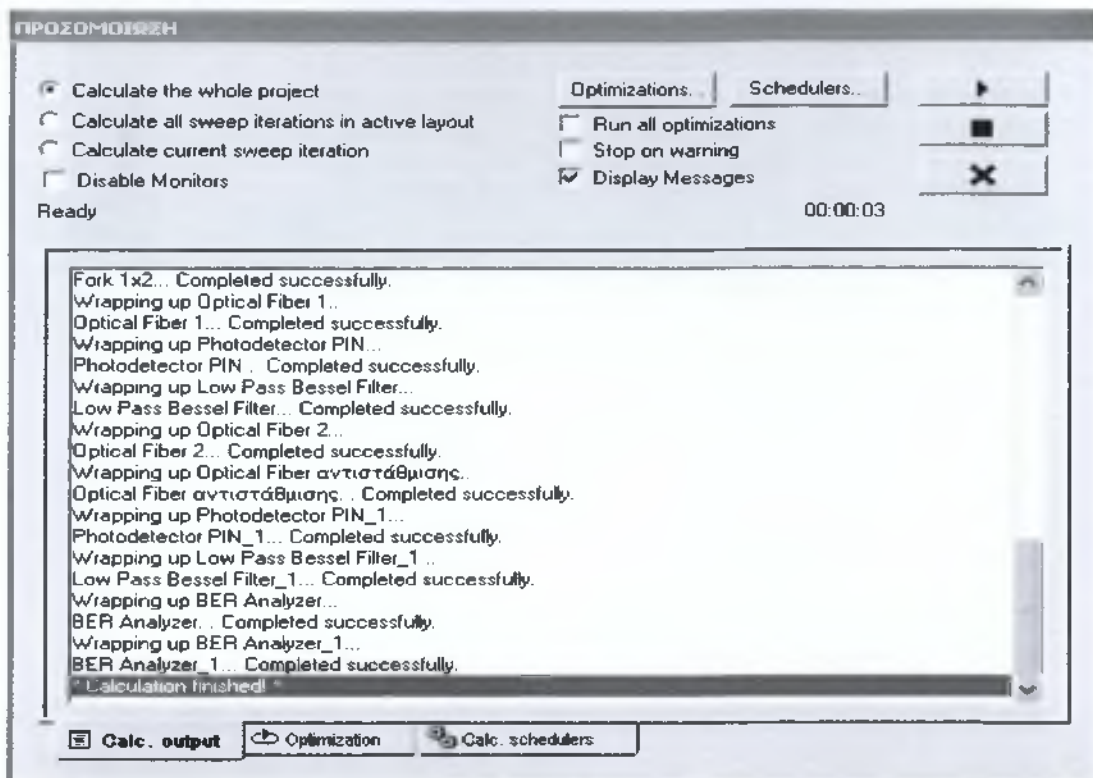 ΠΡΟΣΟΜΟΙΩΣΗ
Calculate the whole project
Calculate all sweep iterations in active layout
Calculate current sweep iteration
Disable Monitors
Optimizations...
Schedulers...
Run all optimizations
Stop on warning
Display Messages
Ready
00:00:03
Fork 1x2... Completed successfully.
Wrapping up Optical Fiber 1..
Optical Fiber 1... Completed successfully.
Wrapping up Photodetector PIN...
Photodetector PIN . Completed successfully.
Wrapping up Low Pass Bessel Filter...
Low Pass Bessel Filter... Completed successfully.
Wrapping up Optical Fiber 2...
Optical Fiber 2... Completed successfully.
Wrapping up Optical Fiber αντιστάθμισης..
Optical Fiber αντιστάθμισης. . Completed successfully.
Wrapping up Photodetector PIN_1...
Photodetector PIN_1... Completed successfully.
Wrapping up Low Pass Bessel Filter_1 ..
Low Pass Bessel Filter_1... Completed successfully.
Wrapping up BER Analyzer...
BER Analyzer. . Completed successfully.
Wrapping up BER Analyzer_1...
BER Analyzer_1... Completed successfully.
* Calculation finished! *
Calc. output
Optimization
Calc. schedulers